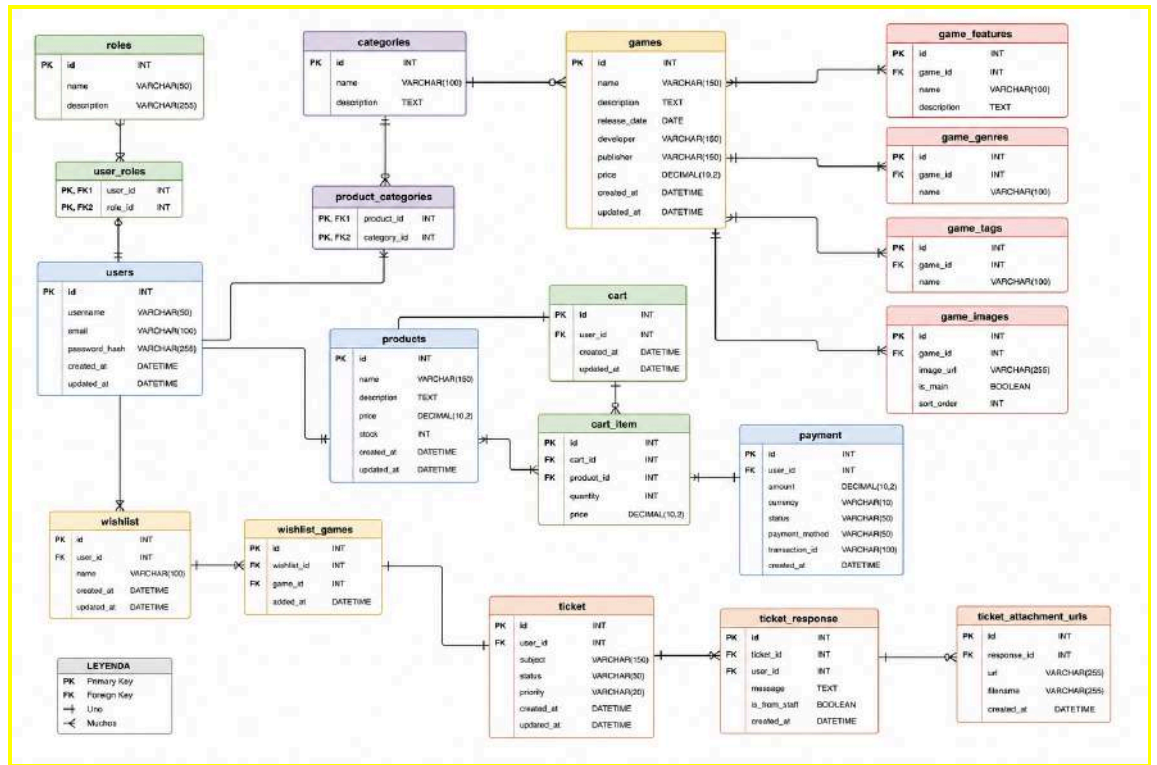 roles
PK id INT
name VARCHAR(50)
description VARCHAR(255)
user_roles
PK, FK1 user_id INT
PK, FK2 role_id INT
users
PK id INT
username VARCHAR(50)
email VARCHAR(100)
password_hash VARCHAR(255)
created_at DATETIME
updated_at DATETIME
categories
PK id INT
name VARCHAR(100)
description TEXT
product_categories
PK, FK1 product_id INT
PK, FK2 category_id INT
games
PK id INT
name VARCHAR(150)
description TEXT
release_date DATE
developer VARCHAR(150)
publisher VARCHAR(150)
price DECIMAL(10,2)
created_at DATETIME
updated_at DATETIME
game_features
PK id INT
FK game_id INT
name VARCHAR(100)
description TEXT
game_genres
PK id INT
FK game_id INT
name VARCHAR(100)
game_tags
PK id INT
FK game_id INT
name VARCHAR(100)
game_images
PK id INT
FK game_id INT
image_url VARCHAR(255)
is_main BOOLEAN
sort_order INT
products
PK id INT
name VARCHAR(150)
description TEXT
price DECIMAL(10,2)
stock INT
created_at DATETIME
updated_at DATETIME
cart
PK id INT
FK user_id INT
created_at DATETIME
updated_at DATETIME
cart_item
PK id INT
FK cart_id INT
FK product_id INT
quantity INT
price DECIMAL(10,2)
payment
PK id INT
FK user_id INT
amount DECIMAL(10,2)
currency VARCHAR(10)
status VARCHAR(50)
payment_method VARCHAR(50)
transaction_id VARCHAR(100)
created_at DATETIME
wishlist
PK id INT
FK user_id INT
name VARCHAR(100)
created_at DATETIME
updated_at DATETIME
wishlist_games
PK id INT
FK wishlist_id INT
FK game_id INT
added_at DATETIME
ticket
PK id INT
FK user_id INT
subject VARCHAR(150)
status VARCHAR(50)
priority VARCHAR(20)
created_at DATETIME
updated_at DATETIME
ticket_response
PK id INT
FK ticket_id INT
FK user_id INT
message TEXT
is_from_staff BOOLEAN
created_at DATETIME
ticket_attachment_urls
PK id INT
FK response_id INT
url VARCHAR(255)
filename VARCHAR(255)
created_at DATETIME
LEYENDA
PK Primary Key
FK Foreign Key
Uno
Muchos